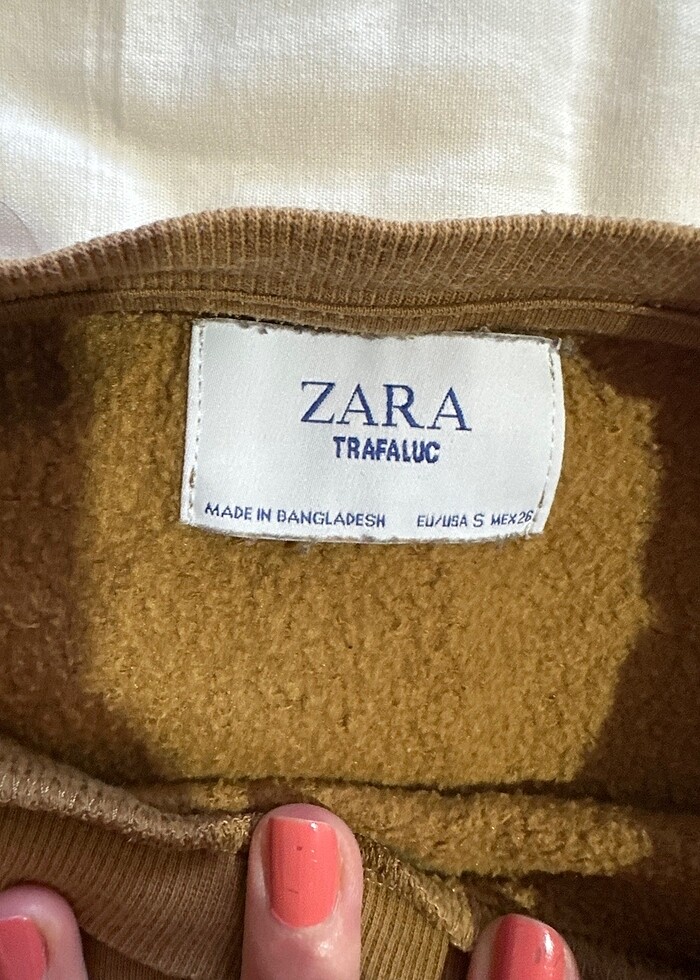 ZARA
TRAFALUC
MADE IN BANGLADESH EU/USA S MEX26